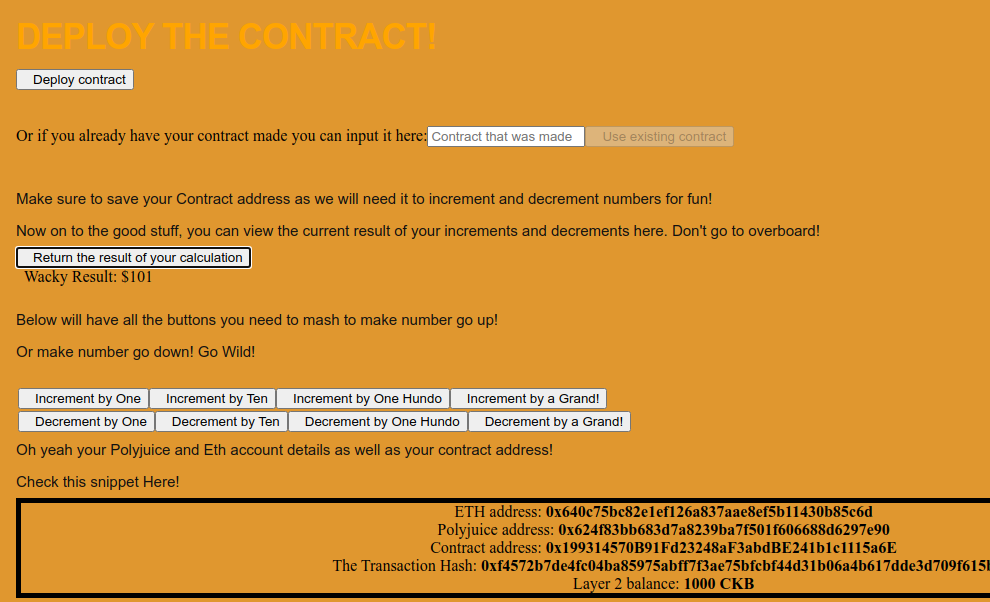 DEPLOY THE CONTRACT!
Deploy contract
Or if you already have your contract made you can input it here: Contract that was made Use existing contract
Make sure to save your Contract address as we will need it to increment and decrement numbers for fun!
Now on to the good stuff, you can view the current result of your increments and decrements here. Don't go to overboard!
Return the result of your calculation
Wacky Result: $101
Below will have all the buttons you need to mash to make number go up!
Or make number go down! Go Wild!
Increment by One Increment by Ten Increment by One Hundo Increment by a Grand!
Decrement by One Decrement by Ten Decrement by One Hundo Decrement by a Grand!
Oh yeah your Polyjuice and Eth account details as well as your contract address!
Check this snippet Here!
ETH address: 0x640c75bc82e1ef126a837aae8ef5b11430b85c6d
Polyjuice address: 0x624f83bb683d7a8239ba7f501f606688d6297e90
Contract address: 0x199314570B91Fd23248aF3abdBE241b1c1115a6E
The Transaction Hash: 0xf4572b7de4fc04ba85975abff7f3ae75bfcbf44d31b06a4b617dde3d709f615
Layer 2 balance: 1000 CKB